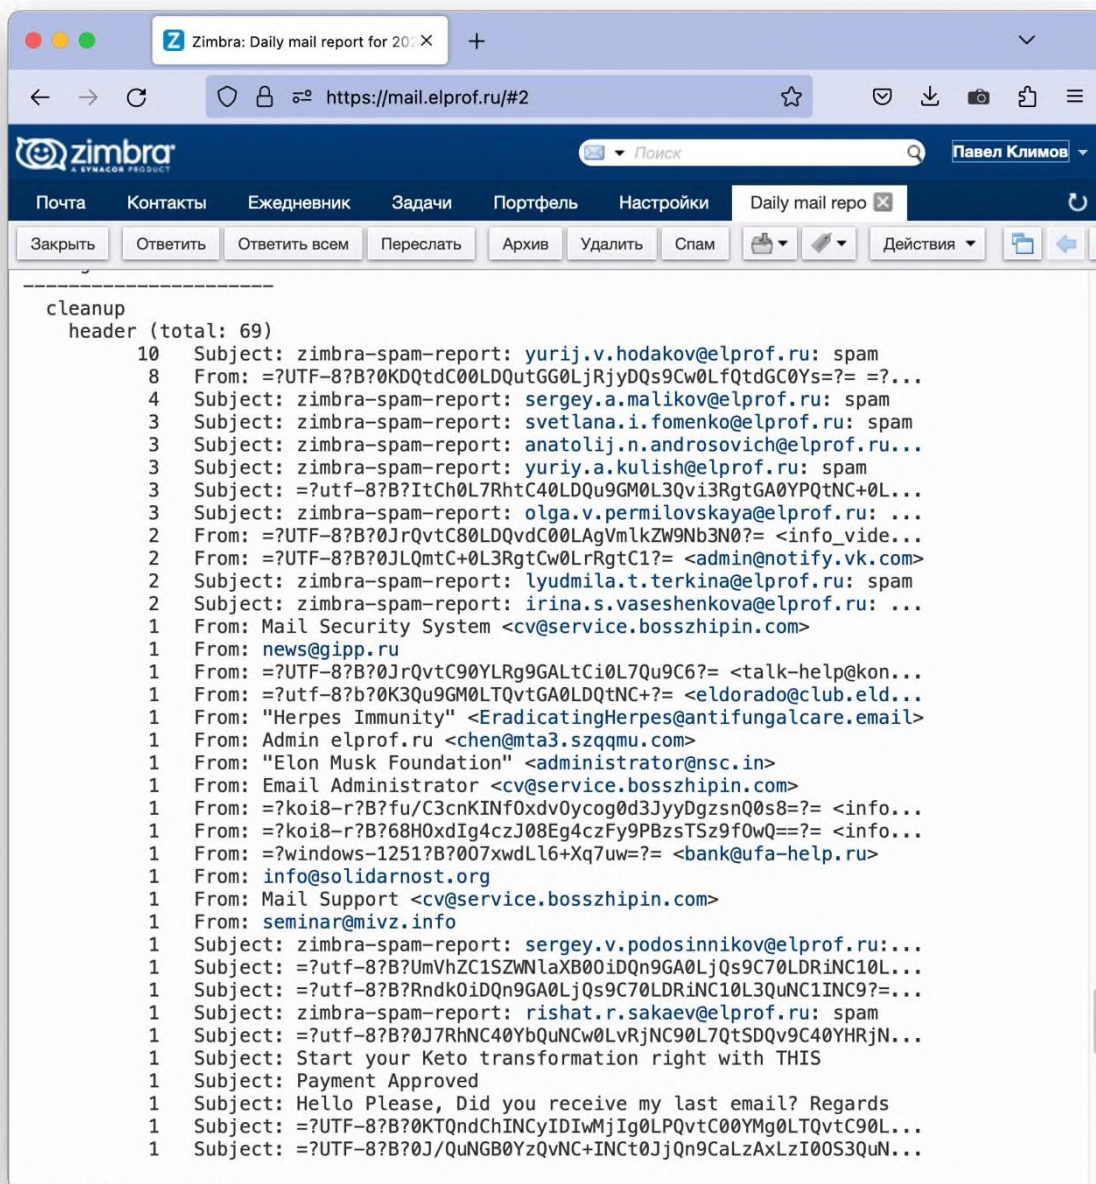 Zimbra: Daily mail report for 202
https://mail.elprof.ru/#2
zimbra
A SYNACOR PRODUCT
Поиск
Павел Климов
Почта Контакты Ежедневник Задачи Портфель Настройки Daily mail repo
Закрыть Ответить Ответить всем Переслать Архив Удалить Спам Действия
-----------------------
cleanup
header (total: 69)
10 Subject: zimbra-spam-report: yurij.v.hodakov@elprof.ru: spam
8 From: =?UTF-8?B?0KDQtdC00LDQutGG0LjRjyDQs9Cw0LfQtdGC0Ys=?= =?...
4 Subject: zimbra-spam-report: sergey.a.malikov@elprof.ru: spam
3 Subject: zimbra-spam-report: svetlana.i.fomenko@elprof.ru: spam
3 Subject: zimbra-spam-report: anatolij.n.androsovich@elprof.ru...
3 Subject: zimbra-spam-report: yuriy.a.kulish@elprof.ru: spam
3 Subject: =?utf-8?B?ItCh0L7RhtC40LDQu9GM0L3Qvi3RgtGA0YPQtNC+0L...
3 Subject: zimbra-spam-report: olga.v.permilovskaya@elprof.ru: ...
2 From: =?UTF-8?B?0JrQvtC80LDQvdC00LAgVmlkZW9Nb3N0?= <info_vide...
2 From: =?UTF-8?B?0JLQmtC+0L3RgtCw0LrRgtC1?= <admin@notify.vk.com>
2 Subject: zimbra-spam-report: lyudmila.t.terkina@elprof.ru: spam
2 Subject: zimbra-spam-report: irina.s.vaseshenkova@elprof.ru: ...
1 From: Mail Security System <cv@service.bosszhipin.com>
1 From: news@gipp.ru
1 From: =?UTF-8?B?0JrQvtC90YLRg9GALtCi0L7Qu9C6?= <talk-help@kon...
1 From: =?utf-8?b?0K3Qu9GM0LTQvtGA0LDQtNC+?= <eldorado@club.eld...
1 From: "Herpes Immunity" <EradicatingHerpes@antifungalcare.email>
1 From: Admin elprof.ru <chen@mta3.szqqmu.com>
1 From: "Elon Musk Foundation" <administrator@nsc.in>
1 From: Email Administrator <cv@service.bosszhipin.com>
1 From: =?koi8-r?B?fu/C3cnKINfOxdvOycog0d3JyyDgzsnQ0s8=?= <info...
1 From: =?koi8-r?B?68HOxdIg4czJ08Eg4czFy9PBzsTSz9fOwQ==?= <info...
1 From: =?windows-1251?B?0O7xwdLl6+Xq7uw=?= <bank@ufa-help.ru>
1 From: info@solidarnost.org
1 From: Mail Support <cv@service.bosszhipin.com>
1 From: seminar@mivz.info
1 Subject: zimbra-spam-report: sergey.v.podosinnikov@elprof.ru:...
1 Subject: =?utf-8?B?UmVhZC1SZWNlaXB0OiDQn9GA0LjQs9C70LDRiNC10L...
1 Subject: =?utf-8?B?RndkOiDQn9GA0LjQs9C70LDRiNC10L3QuNC1INC9?=...
1 Subject: zimbra-spam-report: rishat.r.sakaev@elprof.ru: spam
1 Subject: =?utf-8?B?0J7RhNC40YbQuNCw0LvRjNC90L7QtSDQv9C40YHRjN...
1 Subject: Start your Keto transformation right with THIS
1 Subject: Payment Approved
1 Subject: Hello Please, Did you receive my last email? Regards
1 Subject: =?UTF-8?B?0KTQndChINCyIDIwMjIg0LPQvtC00YMg0LTQvtC90L...
1 Subject: =?UTF-8?B?0J/QuNGB0YzQvNC+INCt0JjQn9CaLzAxLzI0OS3QuN...